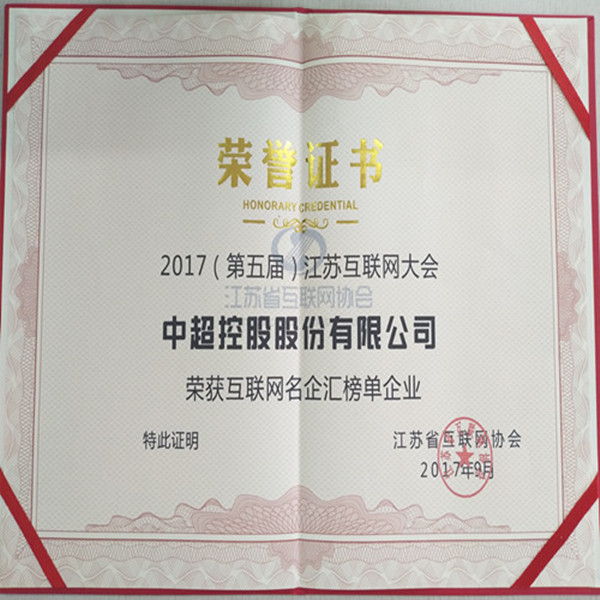 荣誉证书
HONORARY CREDENTIAL
2017（第五届）江苏互联网大会
江苏省互联网协会
中超控股股份有限公司
荣获互联网名企汇榜单企业
特此证明
江苏省互联网协会
2017年9月